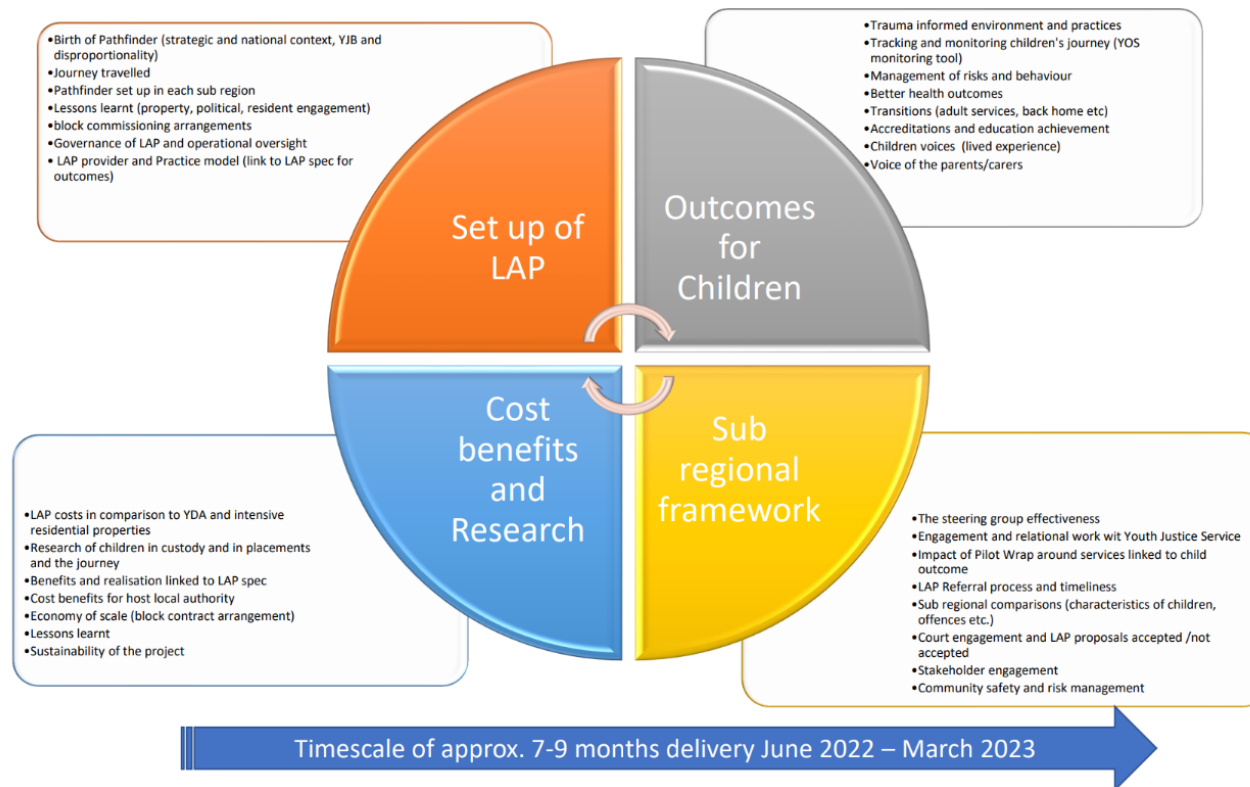 •Birth of Pathfinder (strategic and national context, YJB and
disproportionality)
•Journey travelled
•Pathfinder set up in each sub region
•Lessons learnt (property, political, resident engagement)
•block commissioning arrangements
•Governance of LAP and operational oversight
• LAP provider and Practice model (link to LAP spec for
outcomes)
•Trauma informed environment and practices
•Tracking and monitoring children's journey (YOS
monitoring tool)
•Management of risks and behaviour
•Better health outcomes
•Transitions (adult services, back home etc)
•Accreditations and education achievement
•Children voices (lived experience)
•Voice of the parents/carers
Set up of
LAP
Outcomes
for
Children
Cost
benefits
and
Research
Sub
regional
framework
•LAP costs in comparison to YDA and intensive
residential properties
•Research of children in custody and in placements
and the journey
•Benefits and realisation linked to LAP spec
•Cost benefits for host local authority
•Economy of scale (block contract arrangement)
•Lessons learnt
•Sustainability of the project
•The steering group effectiveness
•Engagement and relational work wit Youth Justice Service
•Impact of Pilot Wrap around services linked to child
outcome
•LAP Referral process and timeliness
•Sub regional comparisons (characteristics of children,
offences etc.)
•Court engagement and LAP proposals accepted /not
accepted
•Stakeholder engagement
•Community safety and risk management
Timescale of approx. 7-9 months delivery June 2022 – March 2023